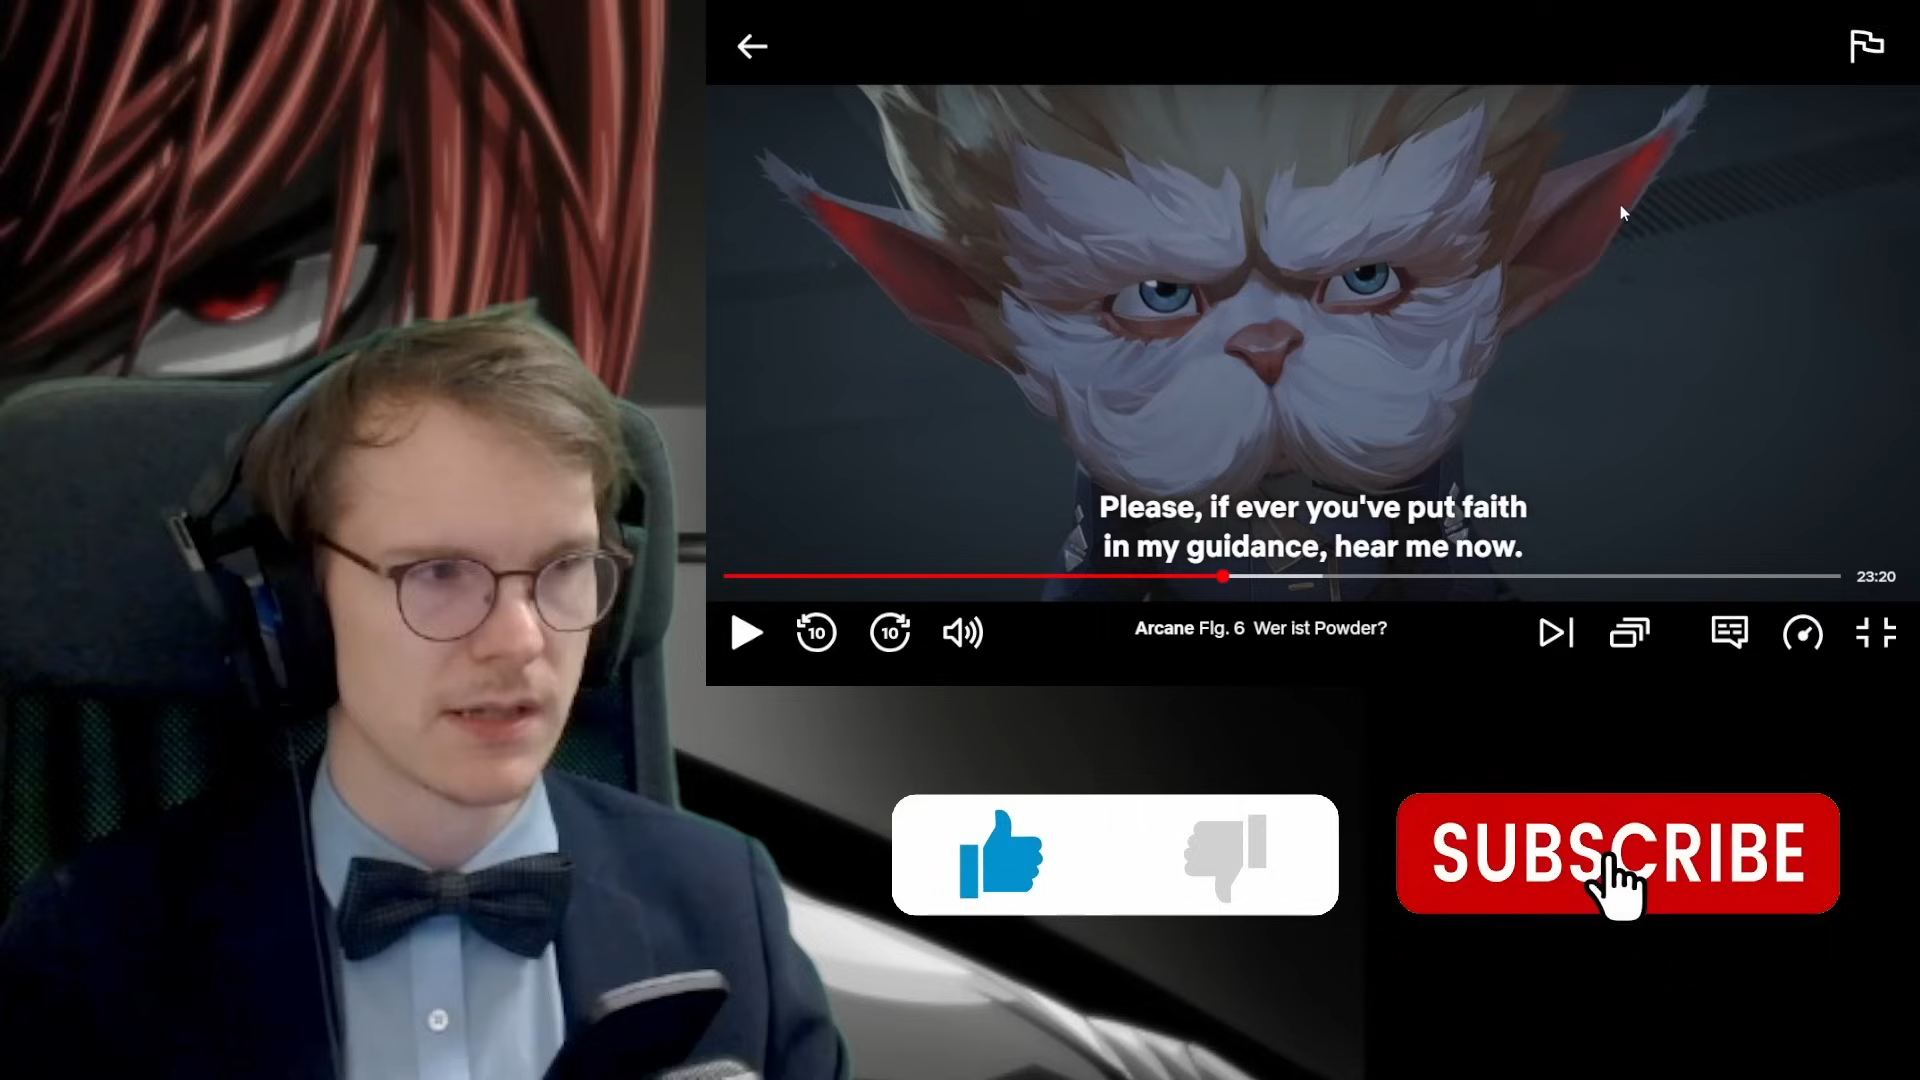 Please, if ever you've put faith
in my guidance, hear me now.
23:20
10
10
Arcane Flg. 6 Wer ist Powder?
SUBSCRIBE